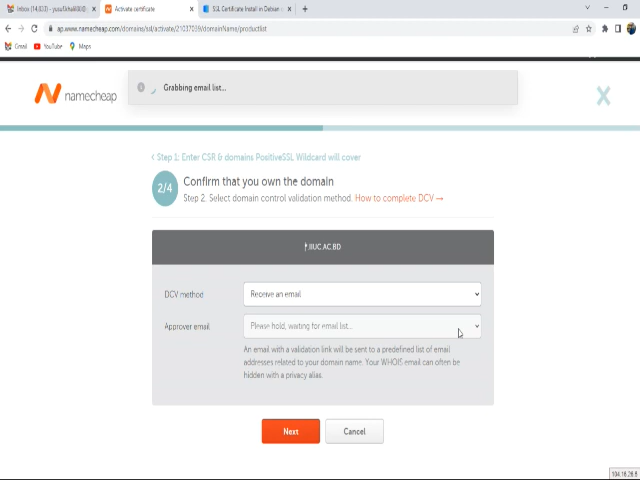 Inbox (14,833) -
Activate certificate
SSL Certificate Install in Debian
ap.www.namecheap.com/domains/ssl/activate/21037039/domainName/productlist
Gmail
YouTube
Maps
namecheap
Grabbing email list...
Step 1: Enter CSR & domains PositiveSSL Wildcard will cover
2/4
Confirm that you own the domain
Step 2. Select domain control validation method. How to complete DCV →
*.IIUC.AC.BD
DCV method
Receive an email
Approver email
Please hold, waiting for email list...
An email with a validation link will be sent to a predefined list of email
addresses related to your domain name. Your WHOIS email can often be
hidden with a privacy alias.
Next
Cancel